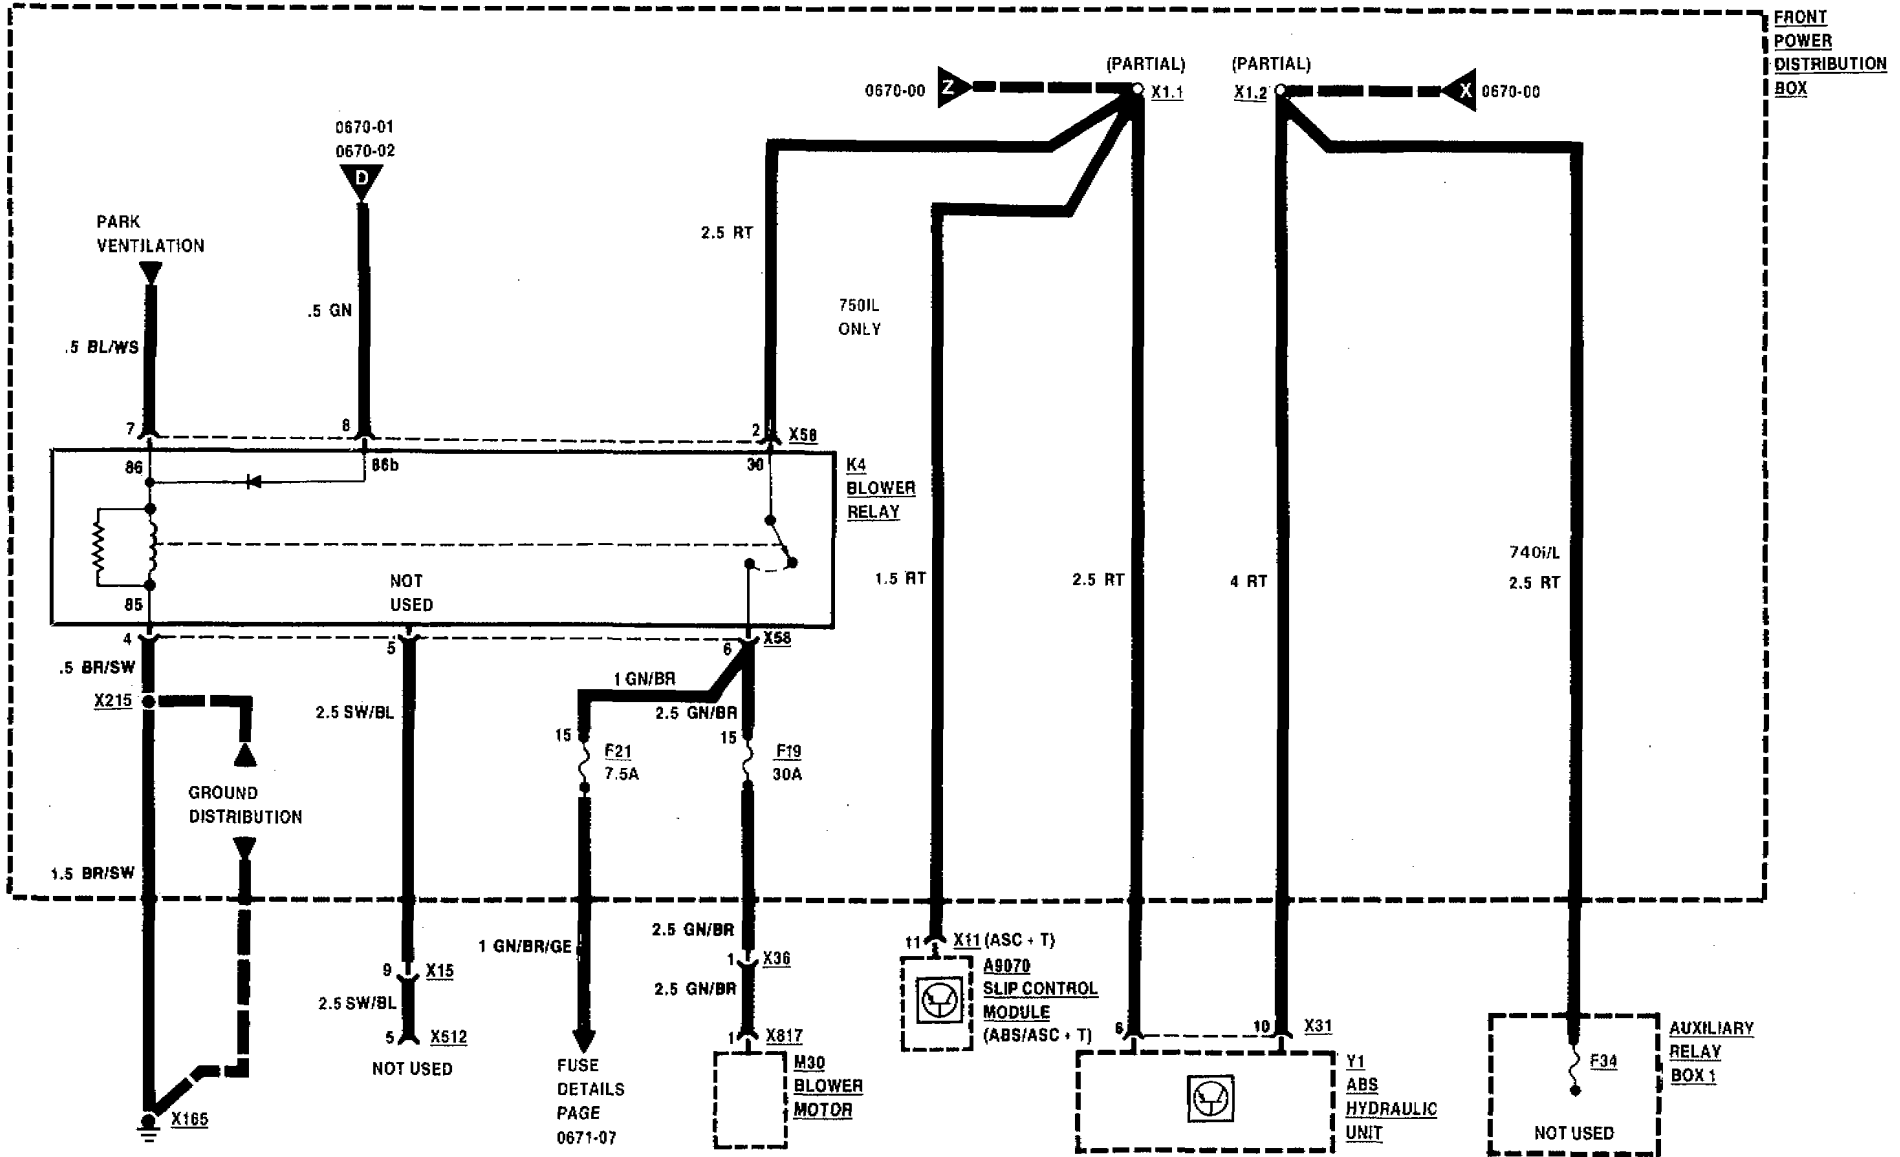 FRONT
POWER
DISTRIBUTION
BOX
(PARTIAL)
(PARTIAL)
0670-00
Z
X1.1
X1.2
X
0670-00
0670-01
0670-02
D
PARK
VENTILATION
2.5 RT
.5 GN
750IL
ONLY
.5 BL/WS
7
8
2
X58
86
86b
30
K4
BLOWER
RELAY
740i/L
2.5 RT
1.5 RT
2.5 RT
4 RT
NOT
USED
85
4
5
6
X58
.5 BR/SW
1 GN/BR
X215
2.5 SW/BL
2.5 GN/BR
15
F21
7.5A
15
F19
30A
GROUND
DISTRIBUTION
1.5 BR/SW
1 GN/BR/GE
2.5 GN/BR
11
X11 (ASC + T)
9
X15
1
X36
A9070
SLIP CONTROL
MODULE
(ABS/ASC + T)
2.5 SW/BL
2.5 GN/BR
5
X512
NOT USED
1
X817
6
10
X31
AUXILIARY
RELAY
BOX 1
F34
NOT USED
FUSE
DETAILS
PAGE
0671-07
M30
BLOWER
MOTOR
Y1
ABS
HYDRAULIC
UNIT
X165